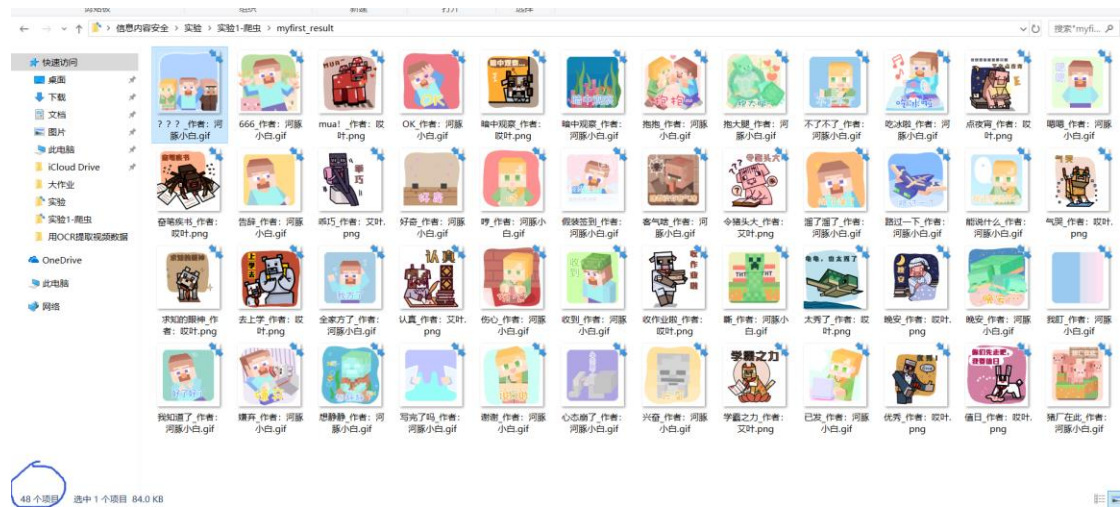 信息内容安全 › 实验 › 实验1-爬虫 › myfirst_result
搜索"myfi...
快速访问
桌面
下载
文档
图片
此电脑
iCloud Drive
大作业
实验
实验1-爬虫
用OCR提取视频数据
OneDrive
此电脑
网络
？？？_作者：河豚小白.gif
666_作者：河豚小白.gif
mua！_作者：哎叶.png
OK_作者：河豚小白.gif
暗中观察_作者：哎叶.png
暗中观察_作者：河豚小白.gif
抱抱_作者：河豚小白.gif
抱大腿_作者：河豚小白.gif
不了不了_作者：河豚小白.gif
吃冰啦_作者：河豚小白.gif
点夜宵_作者：哎叶.png
嗯嗯_作者：河豚小白.gif
奋笔疾书_作者：哎叶.png
告辞_作者：河豚小白.gif
乖巧_作者：艾叶.png
好奇_作者：河豚小白.gif
哼_作者：河豚小白.gif
假装签到_作者：河豚小白.gif
客气啥_作者：河豚小白.gif
令猪头大_作者：艾叶.png
溜了溜了_作者：河豚小白.gif
路过一下_作者：河豚小白.gif
能说什么_作者：河豚小白.gif
气哭_作者：哎叶.png
求知的眼神_作者：哎叶.png
去上学_作者：哎叶.png
全家方了_作者：河豚小白.gif
认真_作者：艾叶.png
伤心_作者：河豚小白.gif
收到_作者：河豚小白.gif
收作业啦_作者：哎叶.png
嘶_作者：河豚小白.gif
太秀了_作者：哎叶.png
晚安_作者：哎叶.png
晚安_作者：河豚小白.gif
我盯_作者：河豚小白.gif
我知道了_作者：河豚小白.gif
嫌弃_作者：河豚小白.gif
想静静_作者：河豚小白.gif
写完了吗_作者：河豚小白.gif
谢谢_作者：河豚小白.gif
心态崩了_作者：河豚小白.gif
兴奋_作者：河豚小白.gif
学霸之力_作者：艾叶.png
已发_作者：河豚小白.gif
优秀_作者：哎叶.png
值日_作者：哎叶.png
猪厂在此_作者：河豚小白.gif
48 个项目 选中 1 个项目 84.0 KB